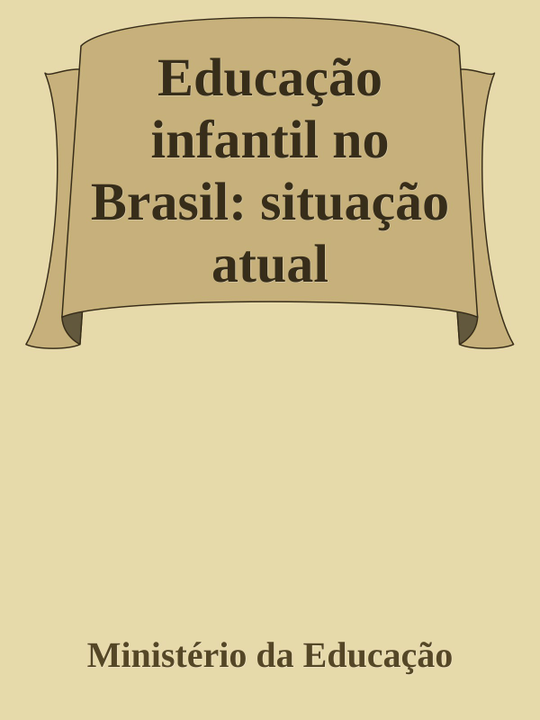 Educação
infantil no
Brasil: situação
atual
Ministério da Educação